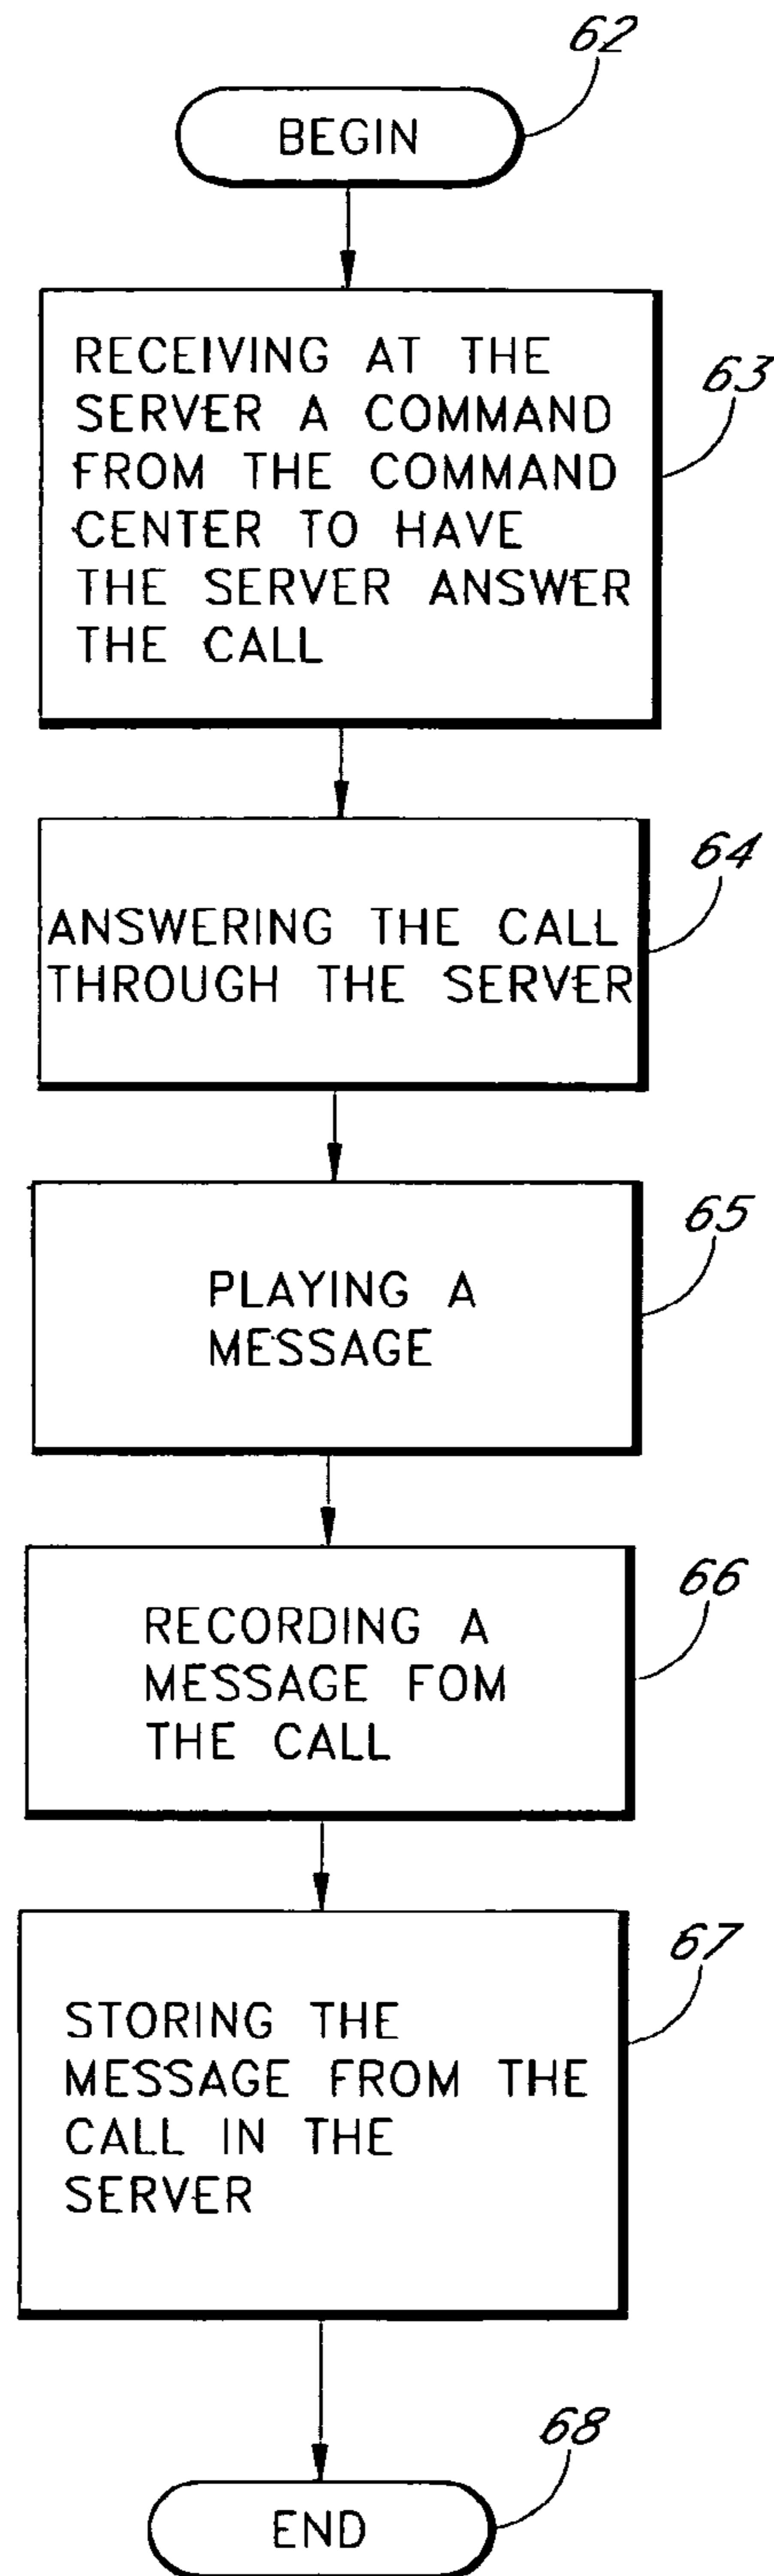 62
BEGIN
RECEIVING AT THE
SERVER A COMMAND
FROM THE COMMAND
CENTER TO HAVE
THE SERVER ANSWER
THE CALL
63
ANSWERING THE CALL
THROUGH THE SERVER
64
PLAYING A
MESSAGE
65
RECORDING A
MESSAGE FOM
THE CALL
66
STORING THE
MESSAGE FROM THE
CALL IN THE
SERVER
67
END
68